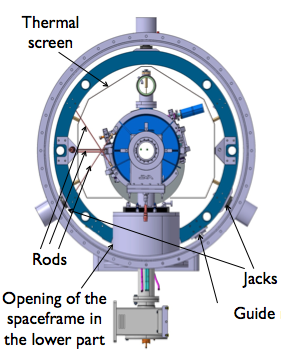 Thermal
screen
Rods
Jacks
Opening of the
spaceframe in
the lower part
Guide